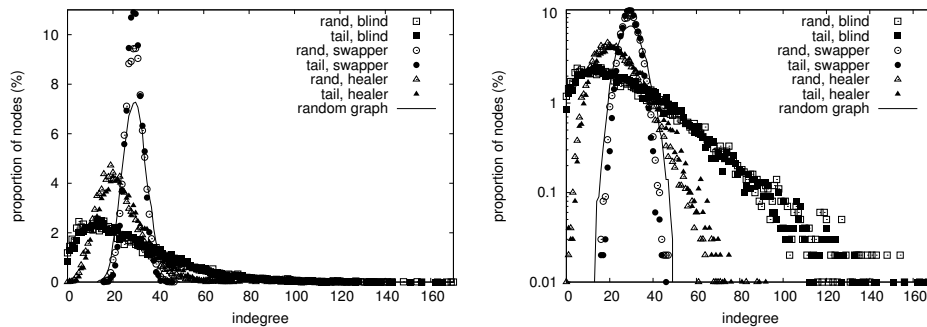 proportion of nodes (%)
10
8
6
4
2
0
0 20 40 60 80 100 120 140 160
indegree
rand, blind
tail, blind
rand, swapper
tail, swapper
rand, healer
tail, healer
random graph
proportion of nodes (%)
10
1
0.1
0.01
0 20 40 60 80 100 120 140 160
indegree
rand, blind
tail, blind
rand, swapper
tail, swapper
rand, healer
tail, healer
random graph